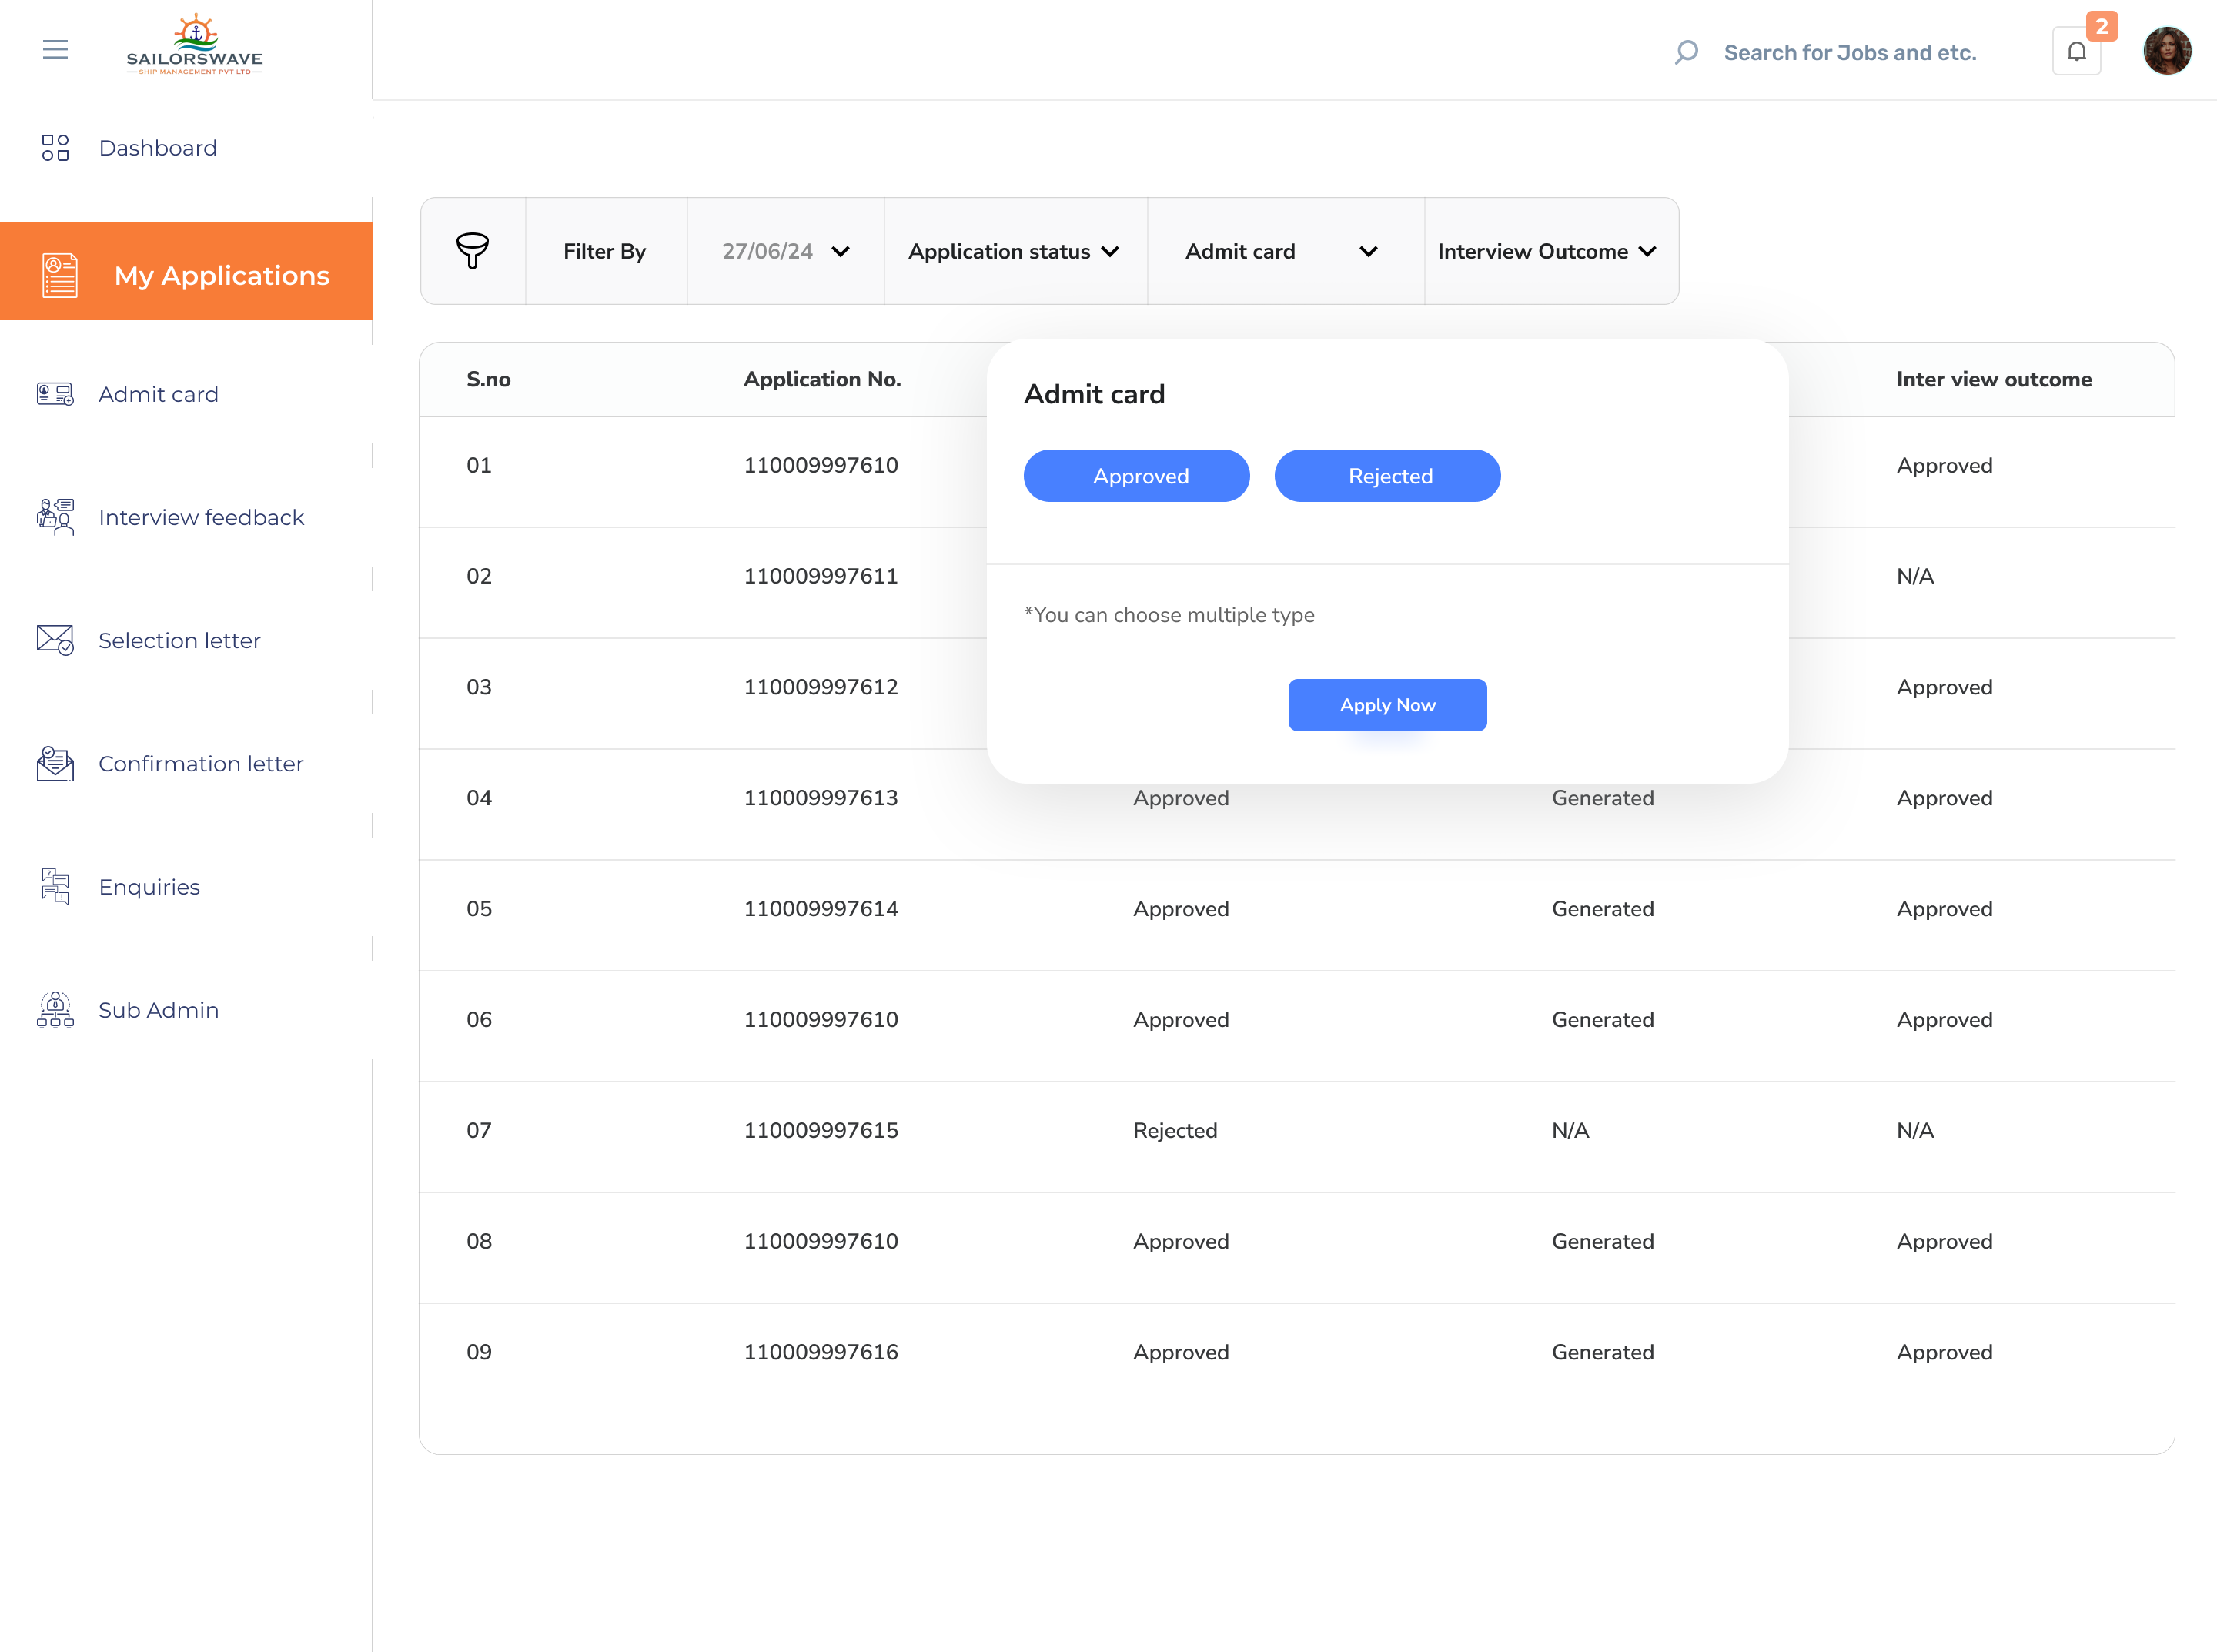 SAILORSWAVE
SHIP MANAGEMENT PVT LTD
Search for Jobs and etc.
2
Dashboard
My Applications
Admit card
Interview feedback
Selection letter
Confirmation letter
Enquiries
Sub Admin
Filter By 27/06/24 Application status Admit card Interview Outcome
S.no Application No. Inter view outcome
Admit card
Approved Rejected
*You can choose multiple type
Apply Now
01 110009997610 Approved
02 110009997611 N/A
03 110009997612 Approved
04 110009997613 Approved Generated Approved
05 110009997614 Approved Generated Approved
06 110009997610 Approved Generated Approved
07 110009997615 Rejected N/A N/A
08 110009997610 Approved Generated Approved
09 110009997616 Approved Generated Approved